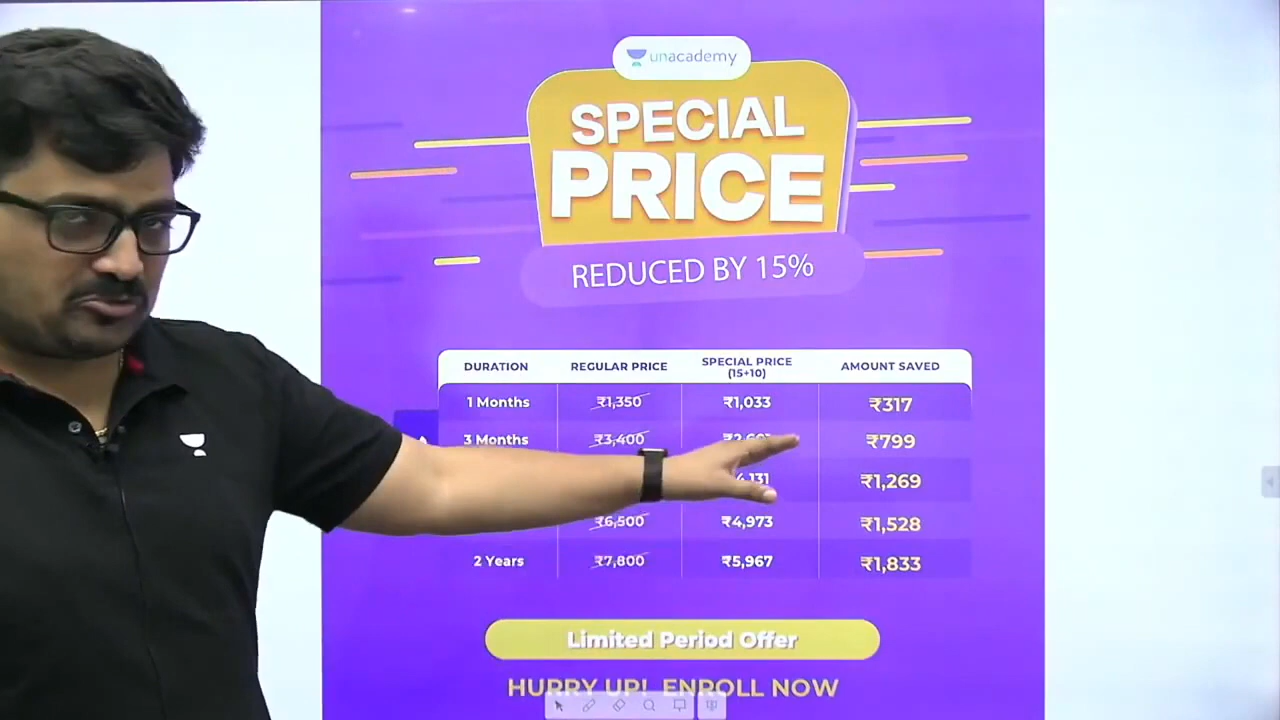 unacademy
SPECIAL
PRICE
REDUCED BY 15%
DURATION REGULAR PRICE SPECIAL PRICE (15+10) AMOUNT SAVED
1 Months ₹1,350 ₹1,033 ₹317
3 Months ₹3,400 ₹799
₹1,269
₹6,500 ₹4,973 ₹1,528
2 Years ₹7,800 ₹5,967 ₹1,833
Limited Period Offer
HURRY UP! ENROLL NOW